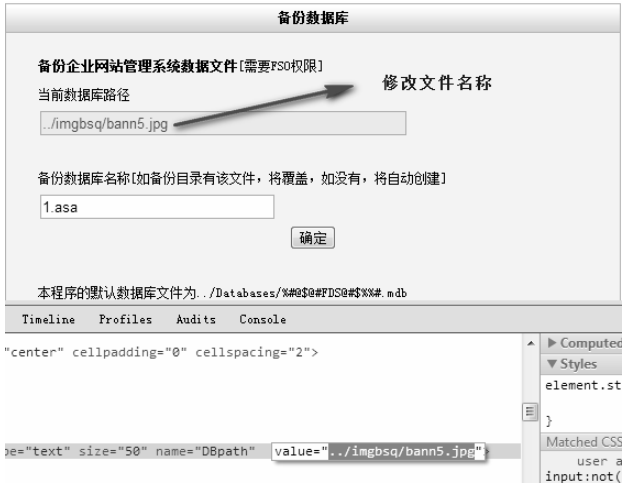 备份数据库
备份企业网站管理系统数据文件[需要FSO权限]
修改文件名称
当前数据库路径
../imgbsq/bann5.jpg
备份数据库名称[如备份目录有该文件，将覆盖，如没有，将自动创建]
1.asa
确定
本程序的默认数据库文件为../Databases/%#@$@#FDS@#$%%#.mdb
Timeline Profiles Audits Console
"center" cellpadding="0" cellspacing="2">
▶ Computed
▼ Styles
element.st
}
pe="text" size="50" name="DBpath" value="../imgbsq/bann5.jpg"
Matched CSS
user a
input:not(